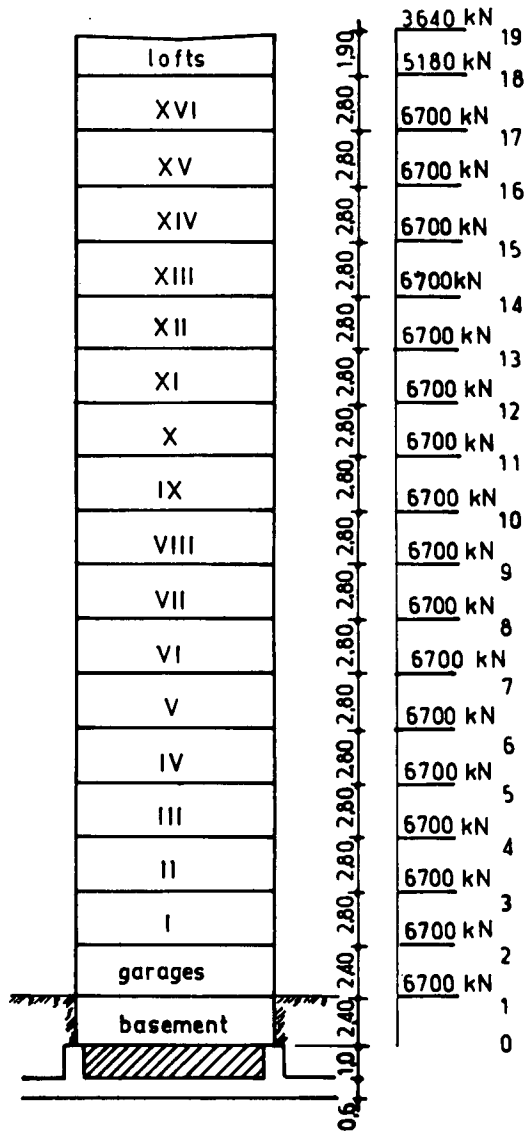 3640 kN 19
lofts 1.90 5180 kN 18
XVI 2.80 6700 kN 17
XV 2.80 6700 kN 16
XIV 2.80 6700 kN 15
XIII 2.80 6700 kN 14
XII 2.80 6700 kN 13
XI 2.80 6700 kN 12
X 2.80 6700 kN 11
IX 2.80 6700 kN 10
VIII 2.80 6700 kN 9
VII 2.80 6700 kN 8
VI 2.80 6700 kN 7
V 2.80 6700 kN 6
IV 2.80 6700 kN 5
III 2.80 6700 kN 4
II 2.80 6700 kN 3
I 2.80 6700 kN 2
garages 2.40 6700 kN 1
basement 2.40 0
1.0
0.6